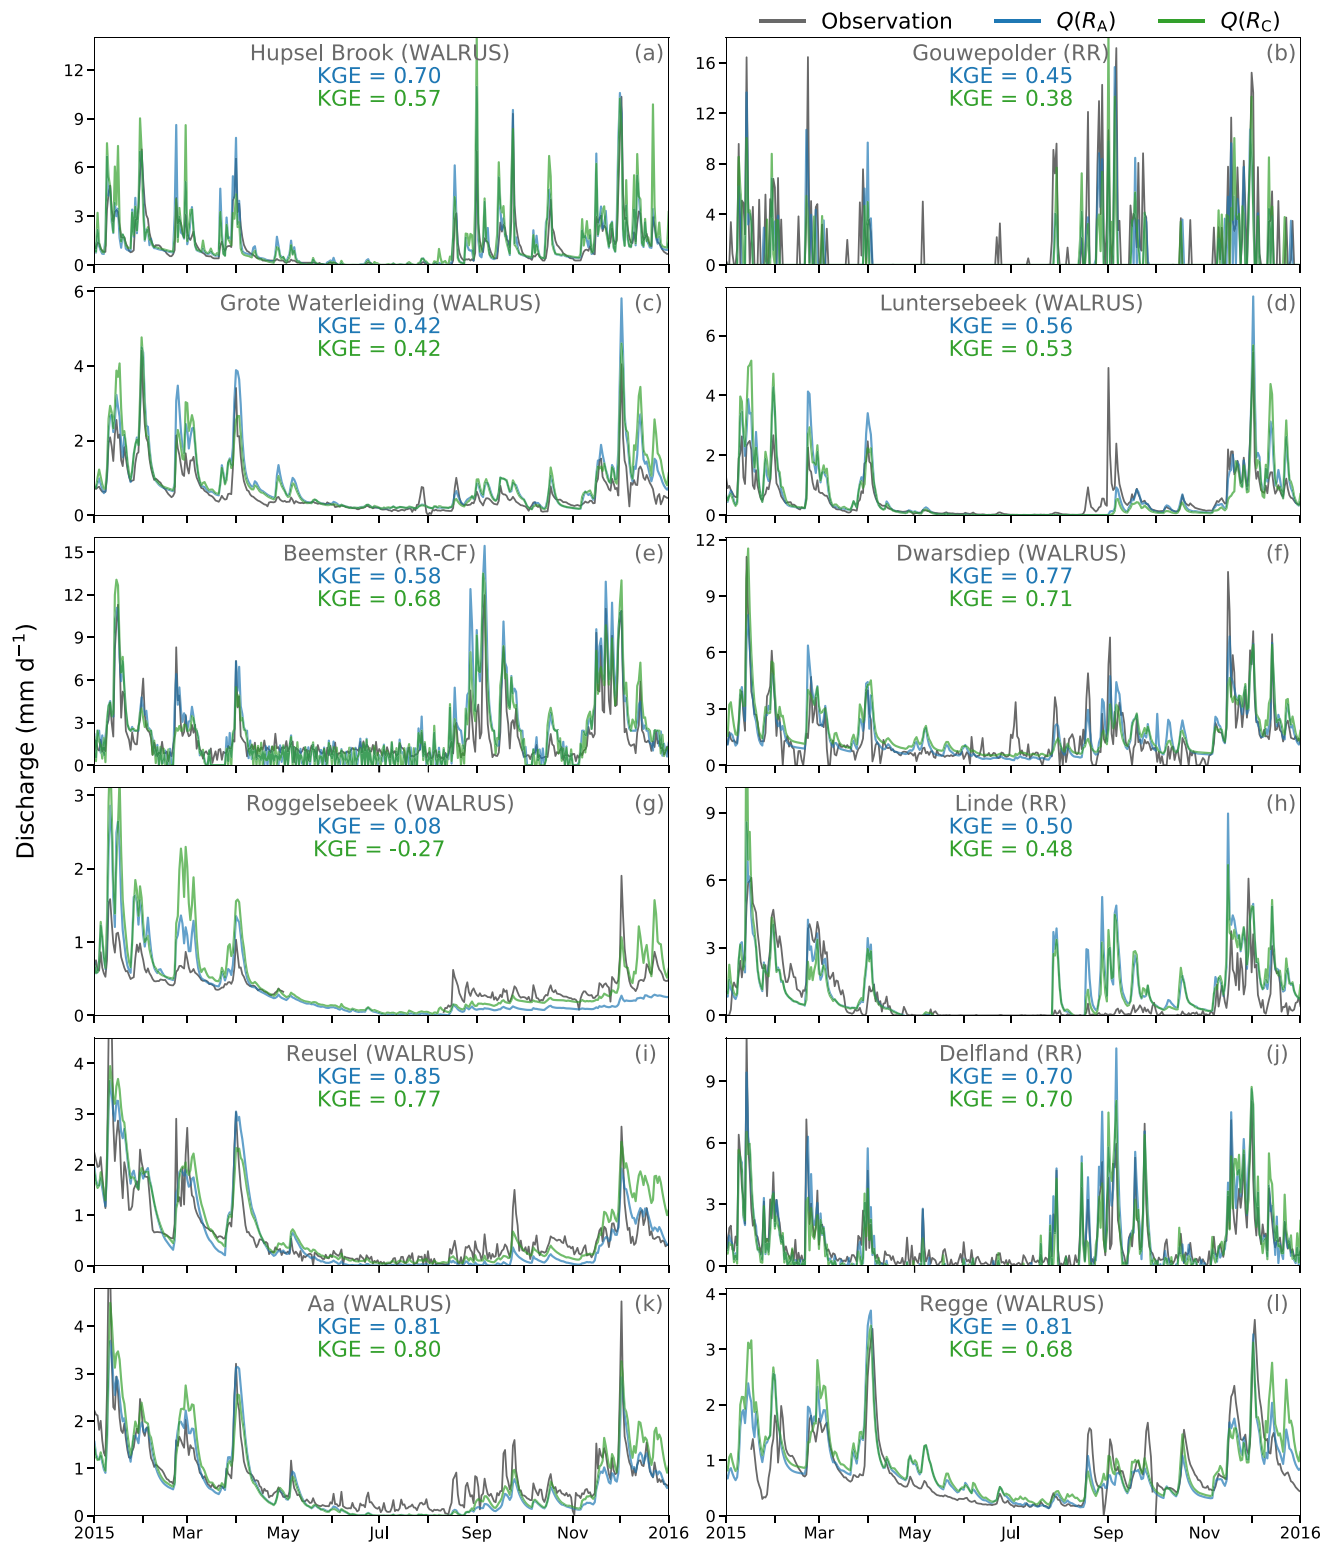 Observation Q(R_A) Q(R_C)
Hupsel Brook (WALRUS) (a)
KGE = 0.70
KGE = 0.57
12
9
6
3
0
Gouwepolder (RR) (b)
KGE = 0.45
KGE = 0.38
16
12
8
4
0
Grote Waterleiding (WALRUS) (c)
KGE = 0.42
KGE = 0.42
6
4
2
0
Luntersebeek (WALRUS) (d)
KGE = 0.56
KGE = 0.53
6
4
2
0
Beemster (RR-CF) (e)
KGE = 0.58
KGE = 0.68
15
12
9
6
3
0
Dwarsdiep (WALRUS) (f)
KGE = 0.77
KGE = 0.71
12
9
6
3
0
Discharge (mm d⁻¹)
Roggelsebeek (WALRUS) (g)
KGE = 0.08
KGE = -0.27
3
2
1
0
Linde (RR) (h)
KGE = 0.50
KGE = 0.48
9
6
3
0
Reusel (WALRUS) (i)
KGE = 0.85
KGE = 0.77
4
3
2
1
0
Delfland (RR) (j)
KGE = 0.70
KGE = 0.70
9
6
3
0
Aa (WALRUS) (k)
KGE = 0.81
KGE = 0.80
4
3
2
1
0
2015 Mar May Jul Sep Nov 2016
Regge (WALRUS) (l)
KGE = 0.81
KGE = 0.68
4
3
2
1
0
2015 Mar May Jul Sep Nov 2016